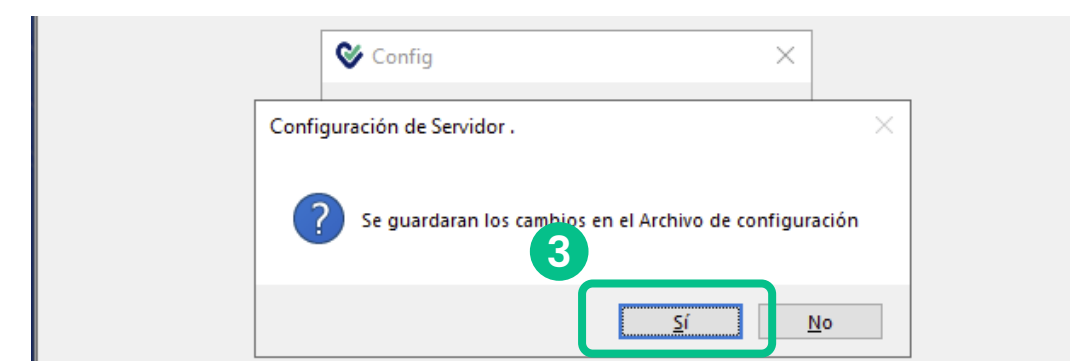 Config
Configuración de Servidor .
Se guardaran los cambios en el Archivo de configuración
3
Sí
No